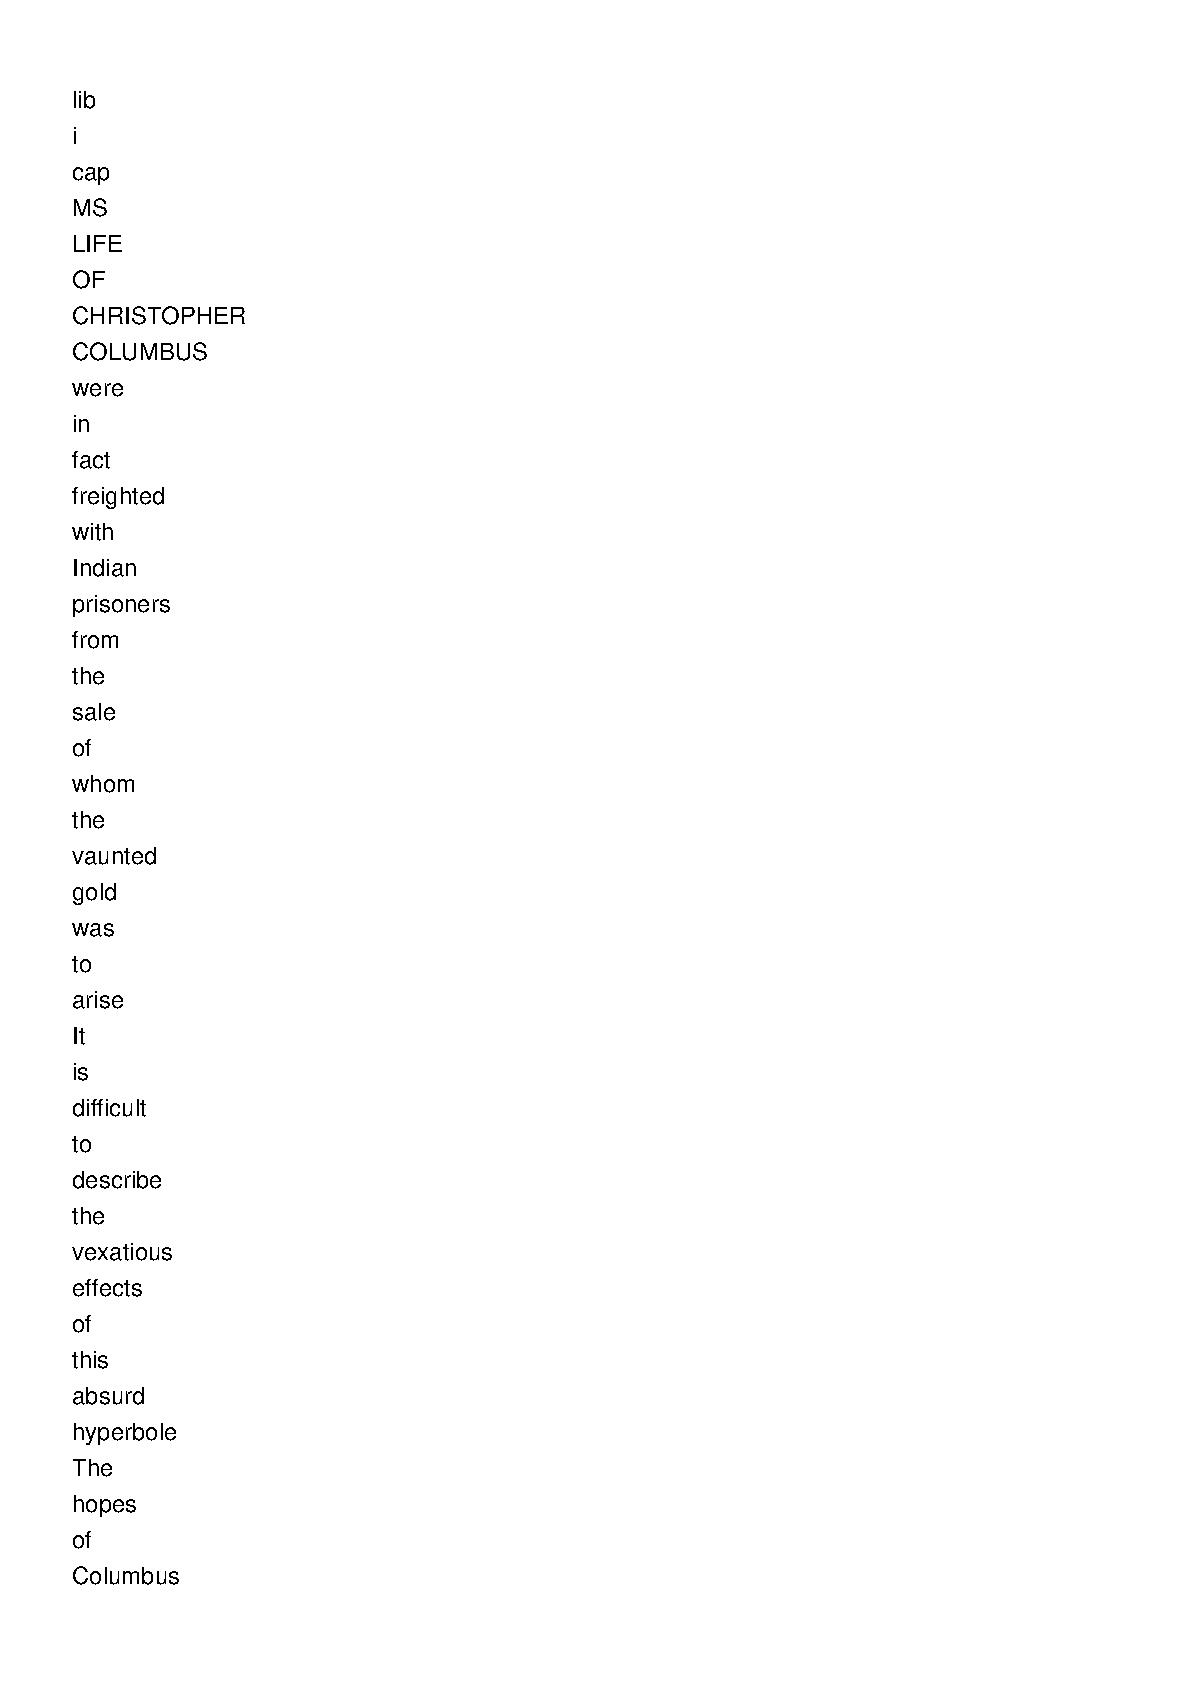 lib
i
cap
MS
LIFE
OF
CHRISTOPHER
COLUMBUS
were
in
fact
freighted
with
Indian
prisoners
from
the
sale
of
whom
the
vaunted
gold
was
to
arise
It
is
difficult
to
describe
the
vexatious
effects
of
this
absurd
hyperbole
The
hopes
of
Columbus